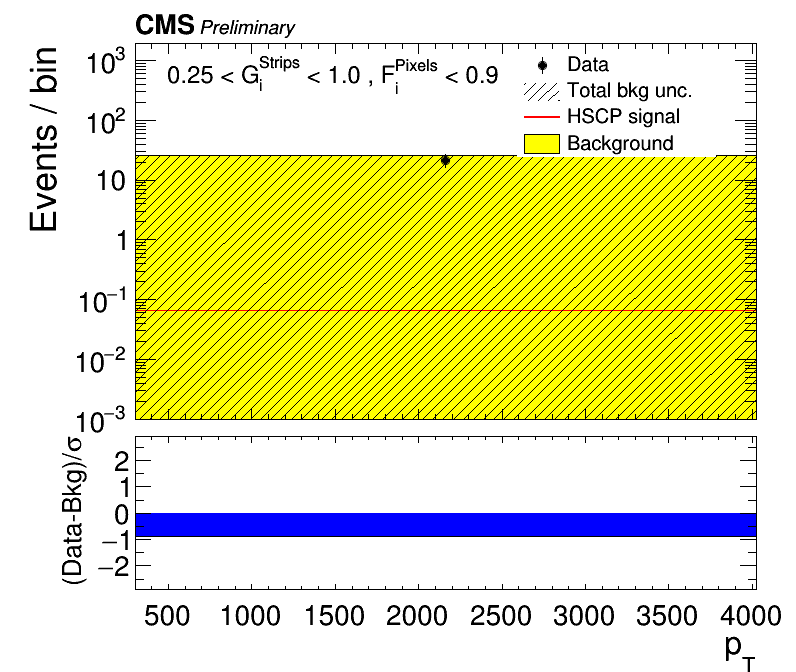 CMS Preliminary
0.25 < G_i^Strips < 1.0 , F_i^Pixels < 0.9
Data
Total bkg unc.
HSCP signal
Background
Events / bin
10^3
10^2
10
1
10^−1
10^−2
10^−3
(Data-Bkg)/σ
2
1
0
−1
−2
500 1000 1500 2000 2500 3000 3500 4000
p_T